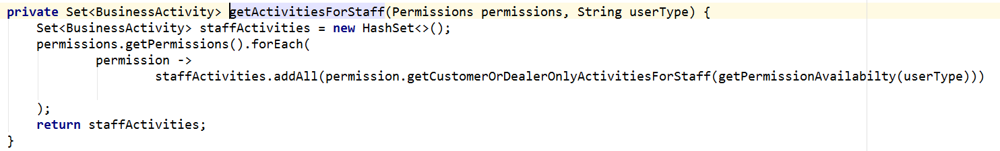 private Set<BusinessActivity> getActivitiesForStaff(Permissions permissions, String userType) {
    Set<BusinessActivity> staffActivities = new HashSet<>();
    permissions.getPermissions().forEach(
            permission ->
                    staffActivities.addAll(permission.getCustomerOrDealerOnlyActivitiesForStaff(getPermissionAvailabilty(userType)))
    );
    return staffActivities;
}